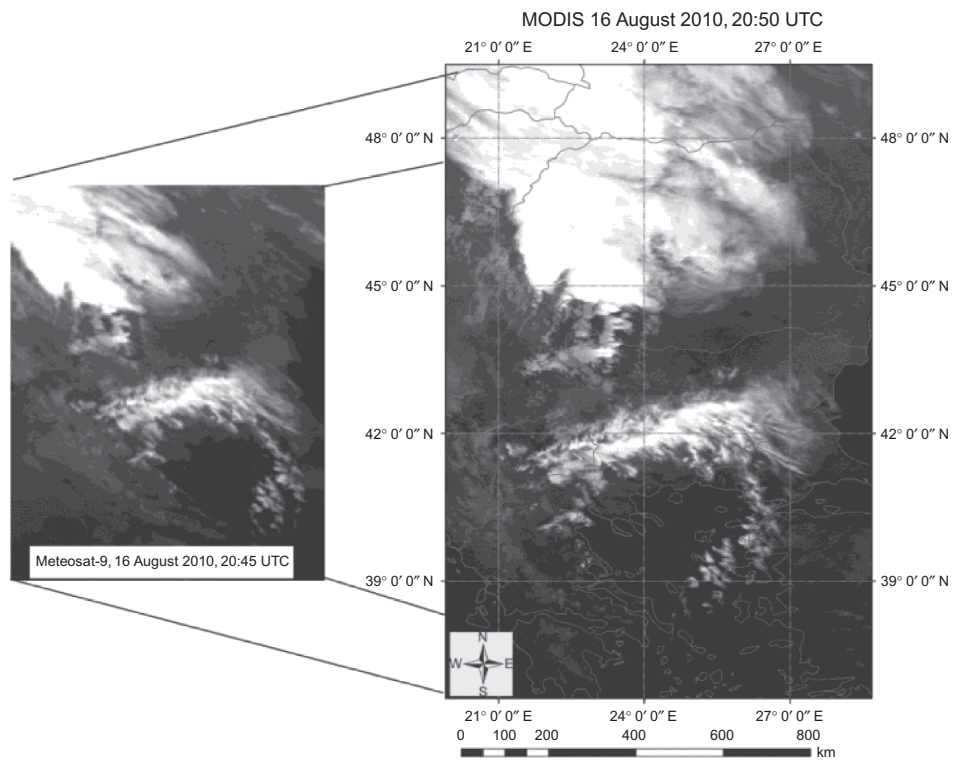 MODIS 16 August 2010, 20:50 UTC
21° 0′ 0″ E 24° 0′ 0″ E 27° 0′ 0″ E
48° 0′ 0″ N 48° 0′ 0″ N
45° 0′ 0″ N 45° 0′ 0″ N
42° 0′ 0″ N 42° 0′ 0″ N
Meteosat-9, 16 August 2010, 20:45 UTC
39° 0′ 0″ N 39° 0′ 0″ N
N
W E
S
21° 0′ 0″ E 24° 0′ 0″ E 27° 0′ 0″ E
0 100 200 400 600 800
km